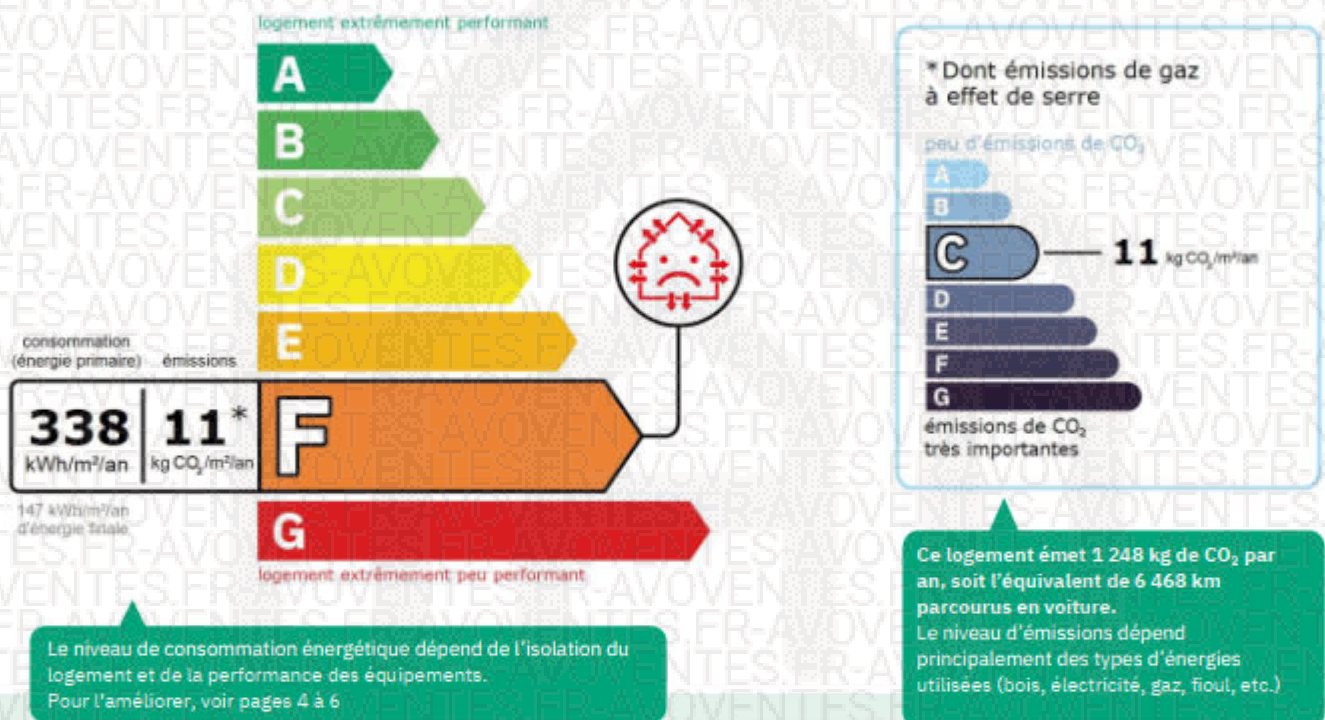 logement extrêmement performant
A
B
C
D
E
consommation
(énergie primaire)
émissions
338
kWh/m²/an
11*
kg CO₂/m²/an
F
147 kWh/m²/an
d'énergie finale
G
logement extrêmement peu performant
Le niveau de consommation énergétique dépend de l'isolation du
logement et de la performance des équipements.
Pour l'améliorer, voir pages 4 à 6
*Dont émissions de gaz
à effet de serre
peu d'émissions de CO₂
A
B
C
11 kg CO₂/m²/an
D
E
F
G
émissions de CO₂
très importantes
Ce logement émet 1 248 kg de CO₂ par
an, soit l'équivalent de 6 468 km
parcourus en voiture.
Le niveau d'émissions dépend
principalement des types d'énergies
utilisées (bois, électricité, gaz, fioul, etc.)
AVOVENTES.FR